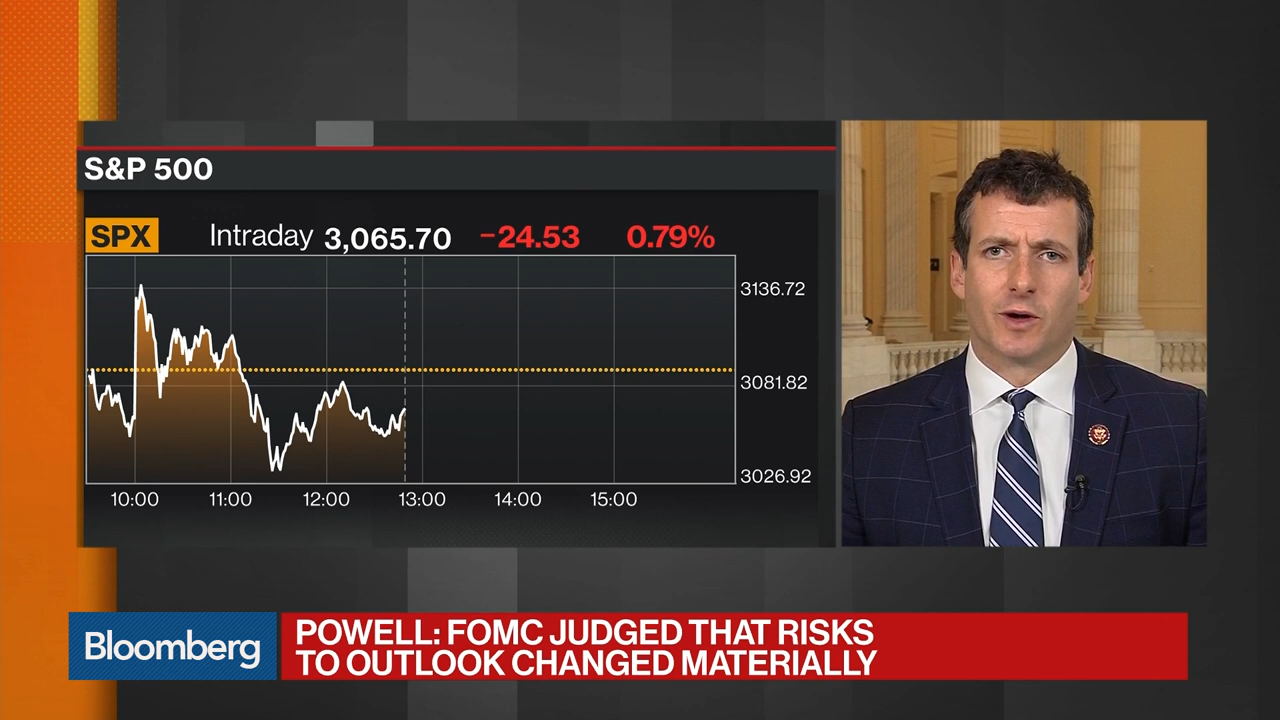 S&P 500
SPX Intraday 3,065.70 −24.53 0.79%
3136.72
3081.82
3026.92
10:00 11:00 12:00 13:00 14:00 15:00
Bloomberg
POWELL: FOMC JUDGED THAT RISKS
TO OUTLOOK CHANGED MATERIALLY